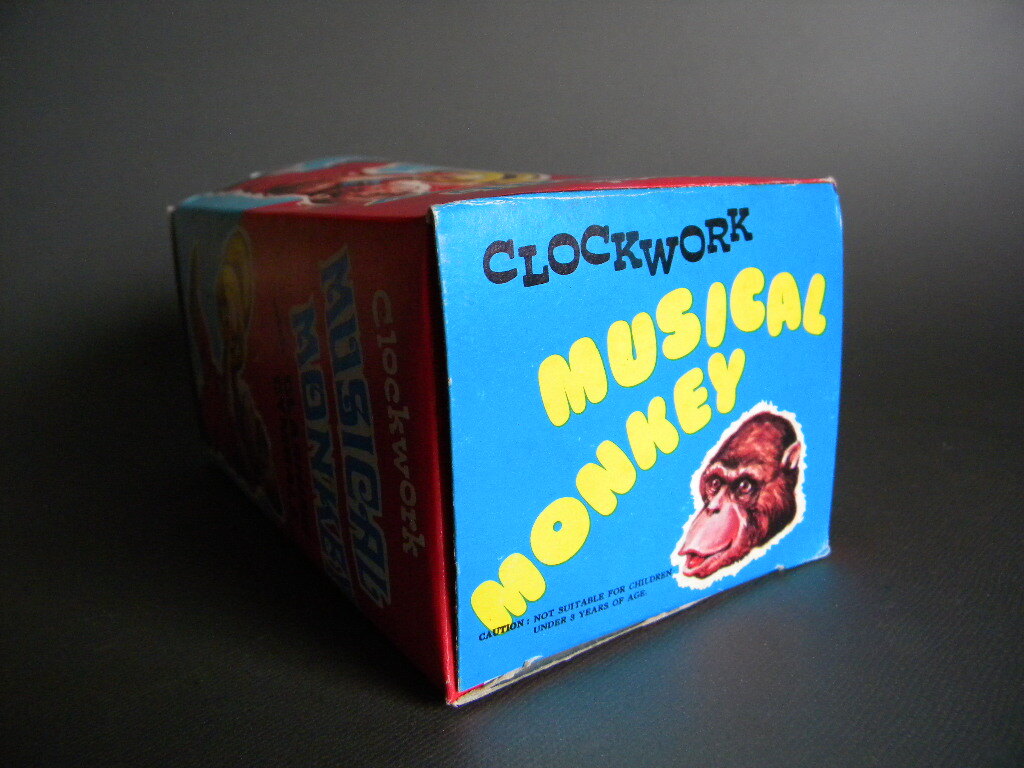 CLOCKWORK
MUSICAL
MONKEY
CAUTION: NOT SUITABLE FOR CHILDREN
UNDER 3 YEARS OF AGE.
Clockwork
MUSICAL
MONKEY